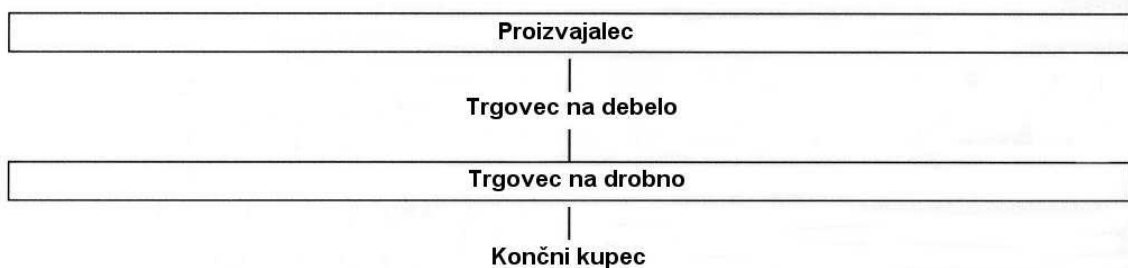 Proizvajalec
Trgovec na debelo
Trgovec na drobno
Končni kupec